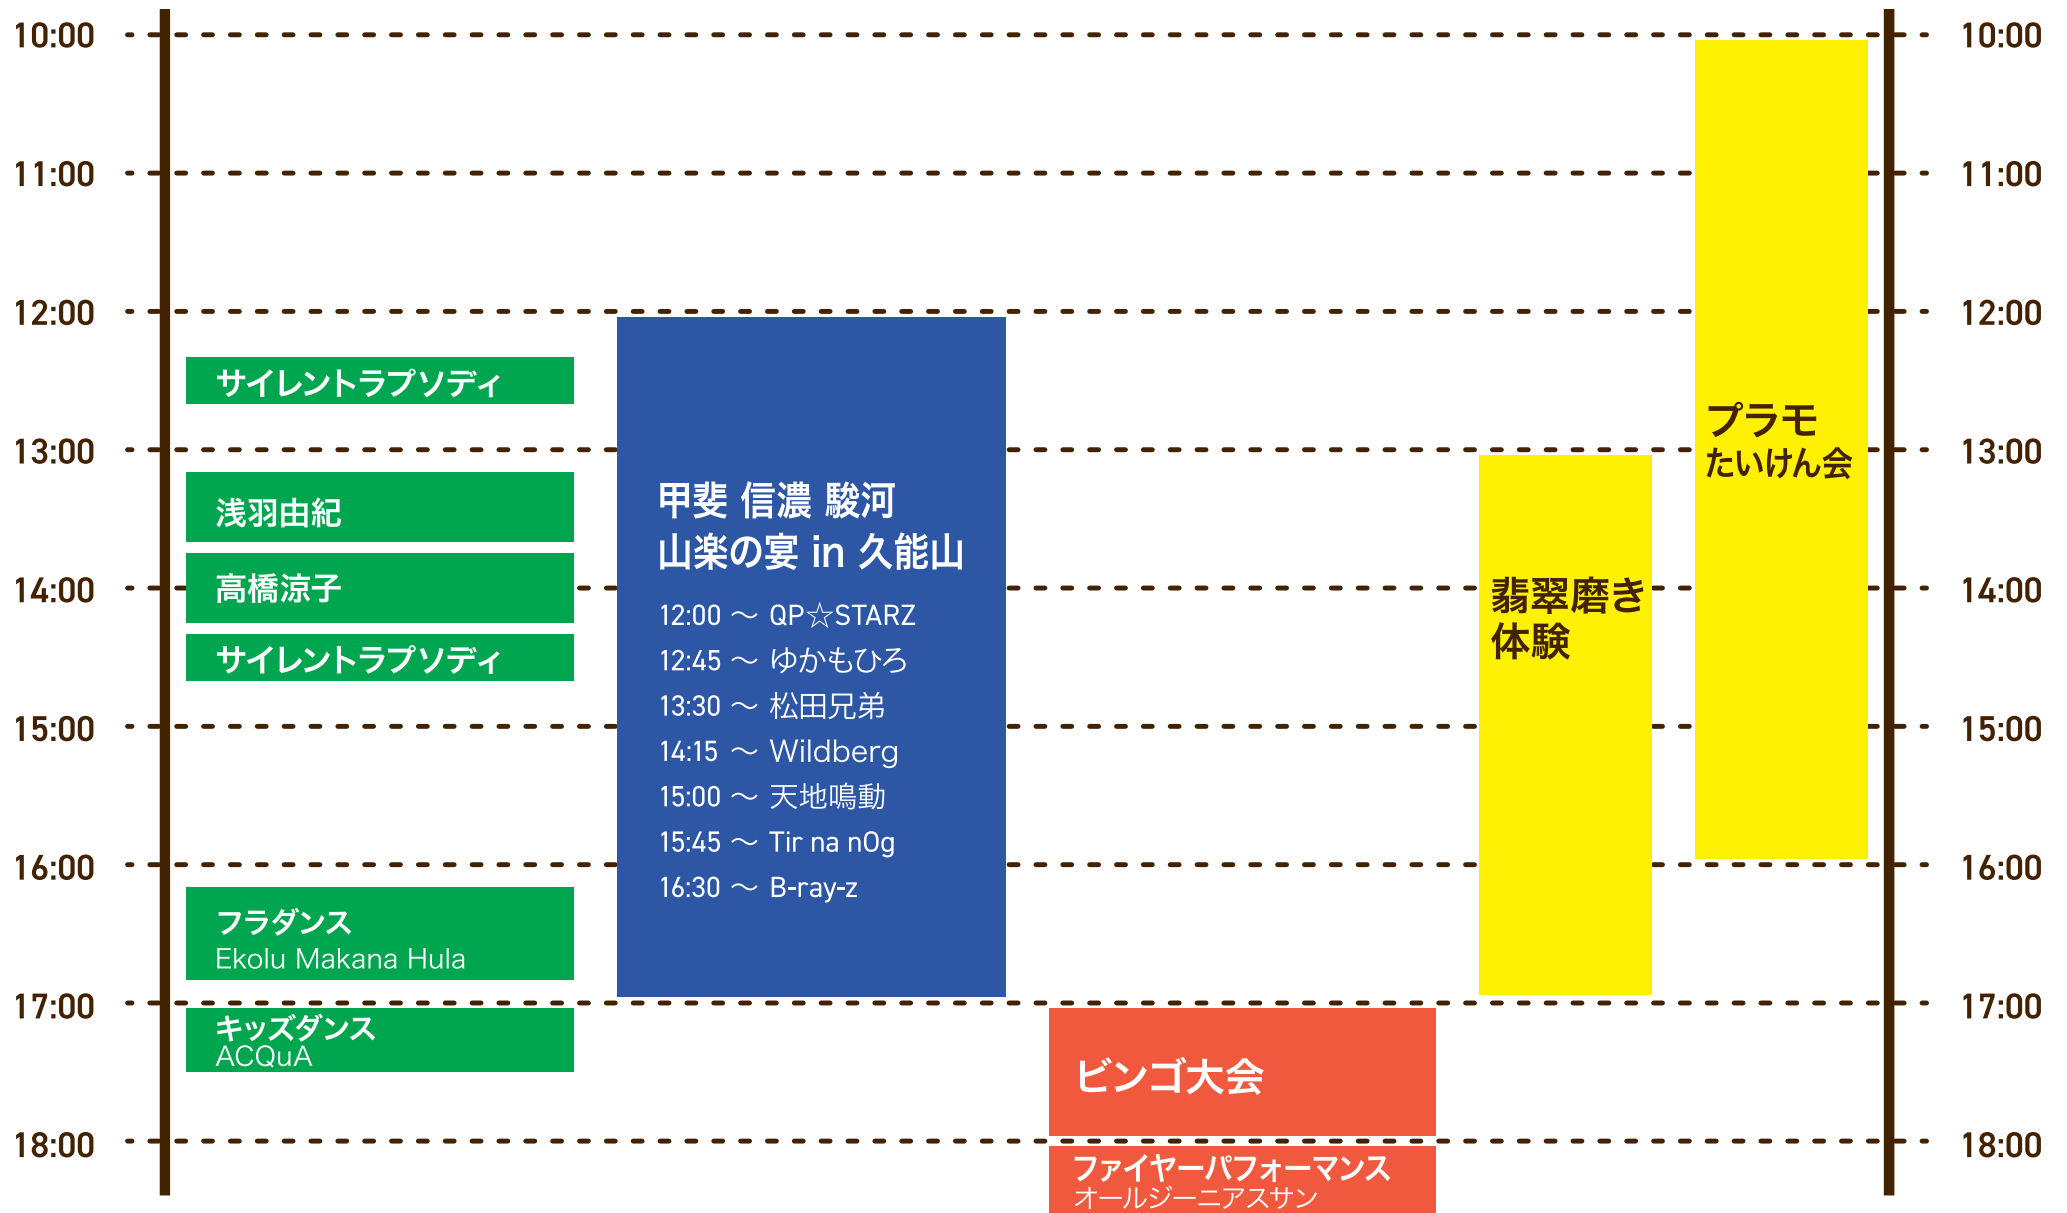 10:00
11:00
12:00
13:00
14:00
15:00
16:00
17:00
18:00
サイレントラプソディ
浅羽由紀
高橋涼子
サイレントラプソディ
フラダンス
Ekolu Makana Hula
キッズダンス
ACQuA
甲斐 信濃 駿河
山楽の宴 in 久能山
12:00 〜 QP☆STARZ
12:45 〜 ゆかもひろ
13:30 〜 松田兄弟
14:15 〜 Wildberg
15:00 〜 天地鳴動
15:45 〜 Tir na nOg
16:30 〜 B-ray-z
ビンゴ大会
ファイヤーパフォーマンス
オールジーニアスサン
翡翠磨き
体験
プラモ
たいけん会
10:00
11:00
12:00
13:00
14:00
15:00
16:00
17:00
18:00